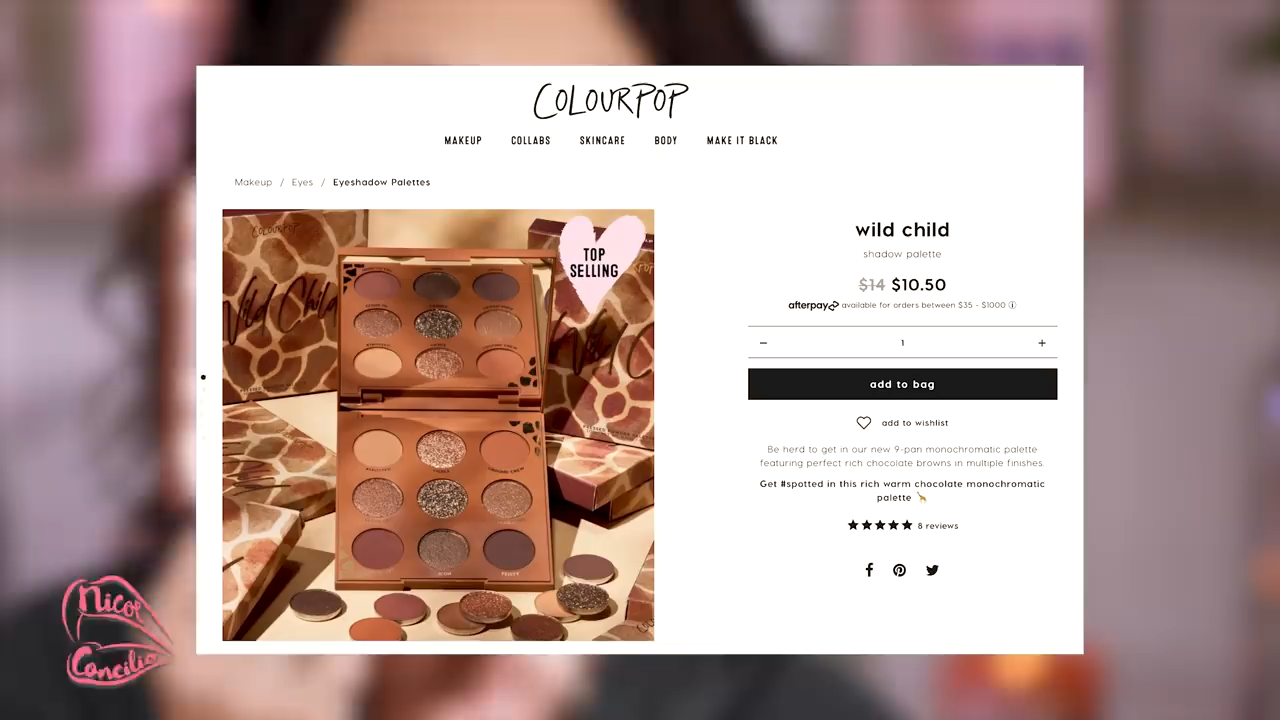 COLOURPOP
MAKEUP COLLABS SKINCARE BODY MAKE IT BLACK
Makeup / Eyes / Eyeshadow Palettes
COLOURPOP
Wild Child
TOP
SELLING
wild child
shadow palette
$14 $10.50
afterpay available for orders between $35 - $1000
− 1 +
add to bag
add to wishlist
Be herd to get in our new 9-pan monochromatic palette
featuring perfect rich chocolate browns in multiple finishes.
Get #spotted in this rich warm chocolate monochromatic
palette 🦒
★★★★★ 8 reviews
Nicol
Concilio